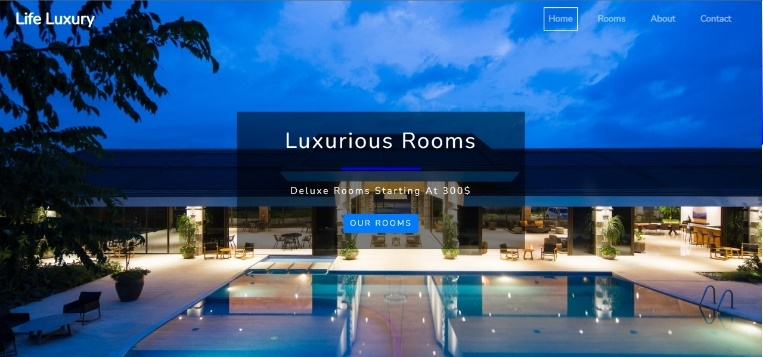 Life Luxury
Home Rooms About Contact
Luxurious Rooms
Deluxe Rooms Starting At 300$
OUR ROOMS